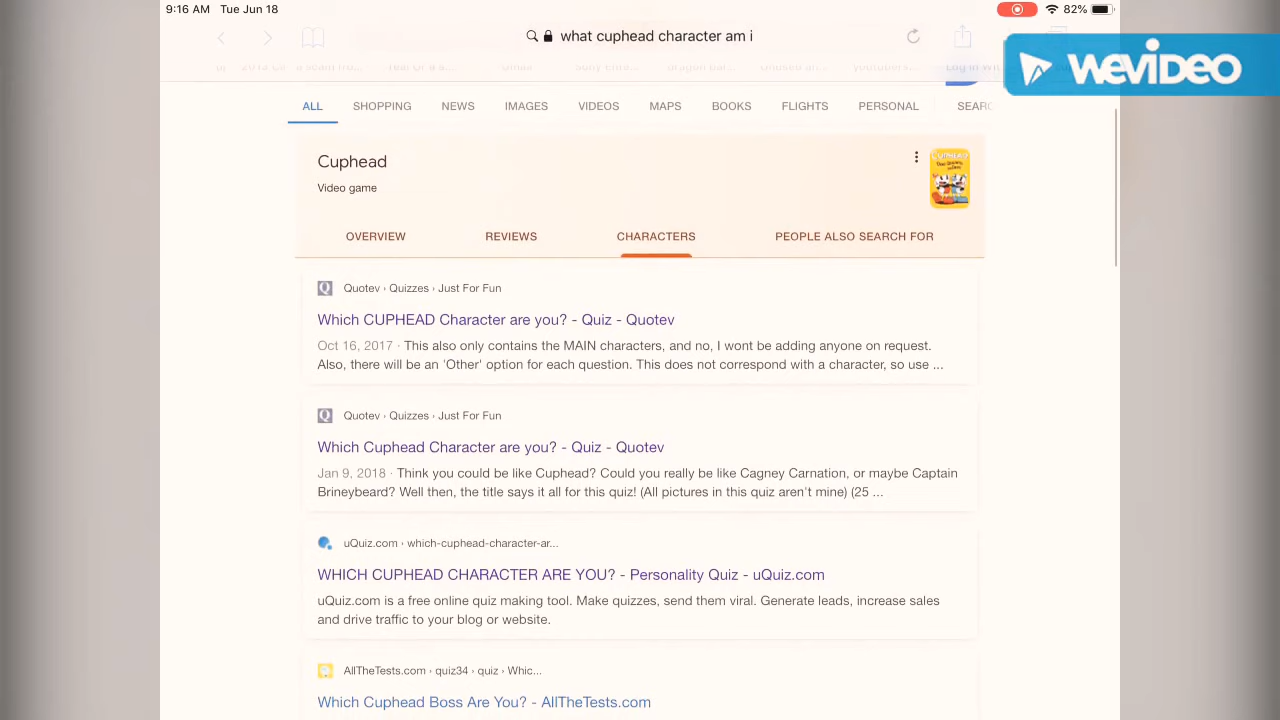 9:16 AM Tue Jun 18 82%
what cuphead character am i
WEVIDEO
ALL SHOPPING NEWS IMAGES VIDEOS MAPS BOOKS FLIGHTS PERSONAL SEARC
Cuphead
Video game
OVERVIEW REVIEWS CHARACTERS PEOPLE ALSO SEARCH FOR
Quotev › Quizzes › Just For Fun
Which CUPHEAD Character are you? - Quiz - Quotev
Oct 16, 2017 · This also only contains the MAIN characters, and no, I wont be adding anyone on request.
Also, there will be an 'Other' option for each question. This does not correspond with a character, so use ...
Quotev › Quizzes › Just For Fun
Which Cuphead Character are you? - Quiz - Quotev
Jan 9, 2018 · Think you could be like Cuphead? Could you really be like Cagney Carnation, or maybe Captain
Brineybeard? Well then, the title says it all for this quiz! (All pictures in this quiz aren't mine) (25 ...
uQuiz.com › which-cuphead-character-ar...
WHICH CUPHEAD CHARACTER ARE YOU? - Personality Quiz - uQuiz.com
uQuiz.com is a free online quiz making tool. Make quizzes, send them viral. Generate leads, increase sales
and drive traffic to your blog or website.
AllTheTests.com › quiz34 › quiz › Whic...
Which Cuphead Boss Are You? - AllTheTests.com